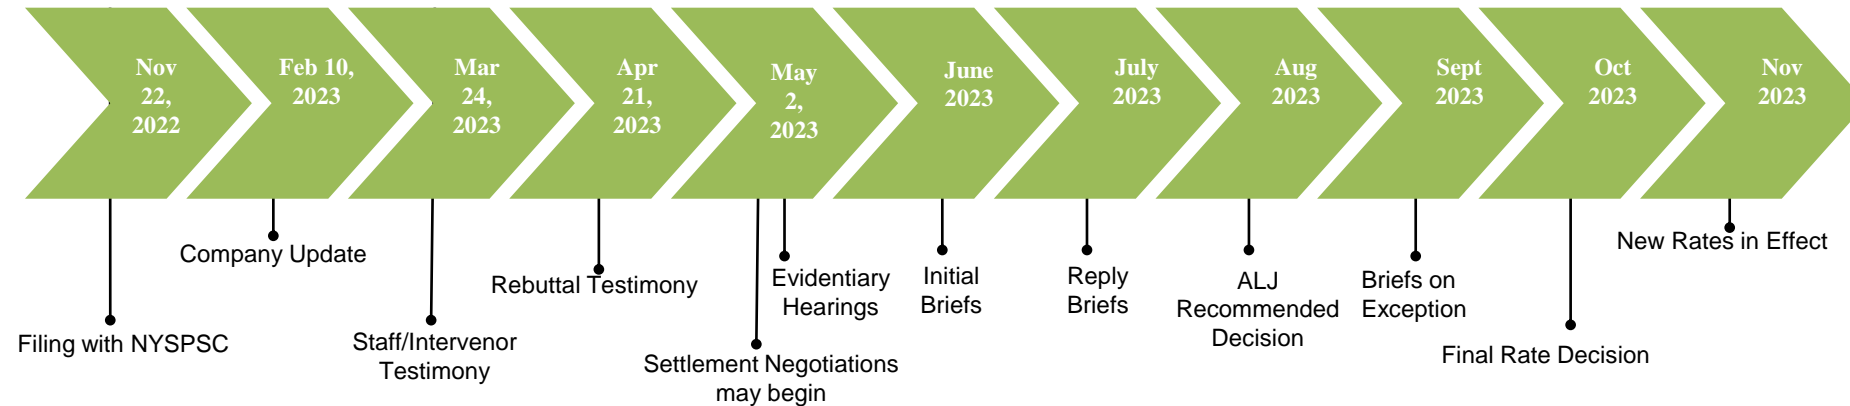 Nov
22,
2022
Feb 10,
2023
Mar
24,
2023
Apr
21,
2023
May
2,
2023
June
2023
July
2023
Aug
2023
Sept
2023
Oct
2023
Nov
2023
Filing with NYSPSC
Company Update
Staff/Intervenor
Testimony
Rebuttal Testimony
Settlement Negotiations
may begin
Evidentiary
Hearings
Initial
Briefs
Reply
Briefs
ALJ
Recommended
Decision
Briefs on
Exception
Final Rate Decision
New Rates in Effect